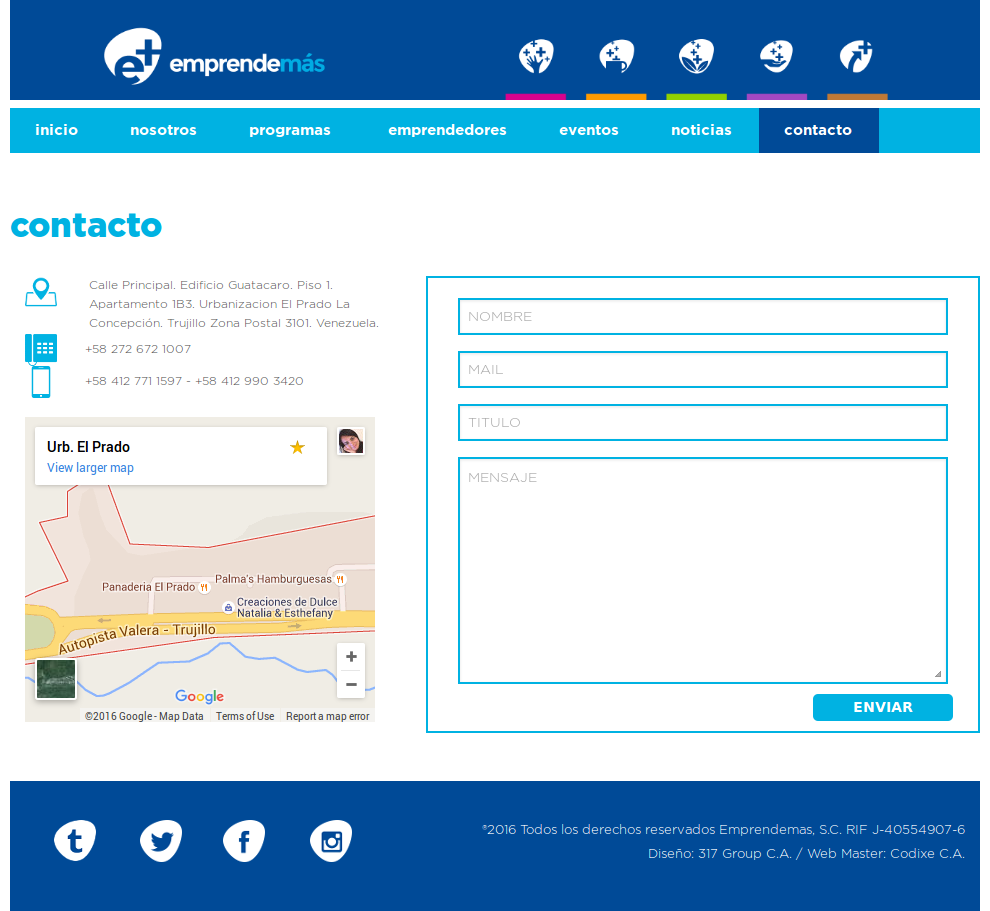 e+ emprendemás
inicio nosotros programas emprendedores eventos noticias contacto
contacto
Calle Principal. Edificio Guatacaro. Piso 1.
Apartamento 1B3. Urbanizacion El Prado La
Concepción. Trujillo Zona Postal 3101. Venezuela.
+58 272 672 1007
+58 412 771 1597 - +58 412 990 3420
Urb. El Prado
View larger map
Panaderia El Prado
Palma's Hamburguesas
Creaciones de Dulce
Natalia & Esthefany
Autopista Valera - Trujillo
+
−
Google
©2016 Google - Map Data
Terms of Use
Report a map error
NOMBRE
MAIL
TITULO
MENSAJE
ENVIAR
®2016 Todos los derechos reservados Emprendemas, S.C. RIF J-40554907-6
Diseño: 317 Group C.A. / Web Master: Codixe C.A.